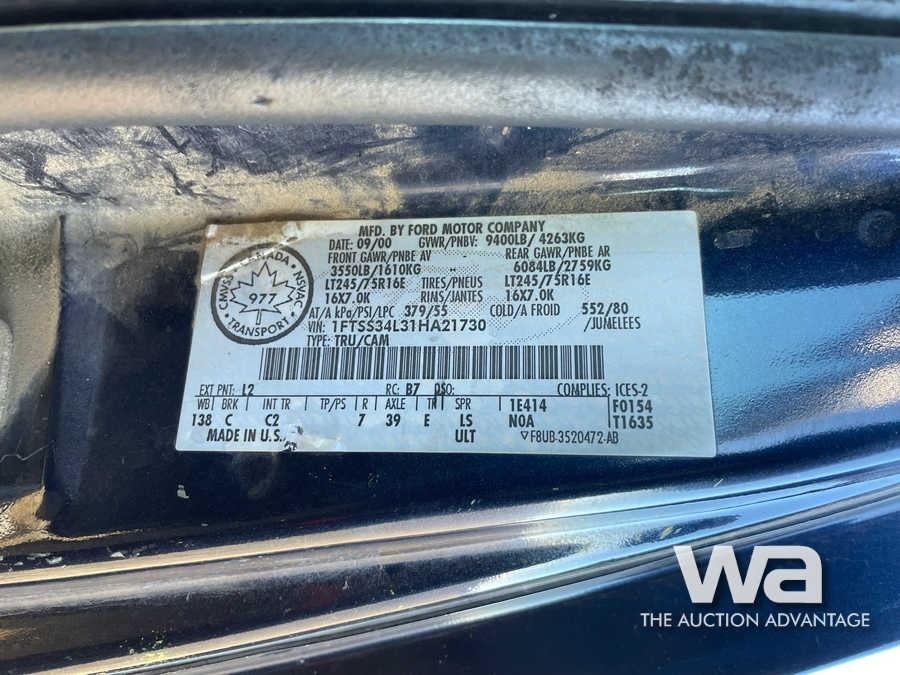 MFD. BY FORD MOTOR COMPANY
DATE: 09/00 GVWR/PNBV: 9400LB/ 4263KG
FRONT GAWR/PNBE AV REAR GAWR/PNBE AR
3550LB/1610KG 6084LB/2759KG
LT245/75R16E TIRES/PNEUS LT245/75R16E
16X7.0K RIMS/JANTES 16X7.0K
AT/A kPa/PSI/LPC 379/55 COLD/A FROID 552/80
VIN: 1FTSS34L31HA21730 /JUMELEES
TYPE: TRU/CAM
CANADA
CMVSS NSVAC
977
TRANSPORT
EXT PNT: L2 RC: B7 DSO: COMPLIES: ICES-2
WB BRK INT TR TP/PS R AXLE TR SPR 1E414 F0154
138 C C2 7 39 E LS N0A T1635
MADE IN U.S. ULT F8UB-3520472-AB
wa
THE AUCTION ADVANTAGE